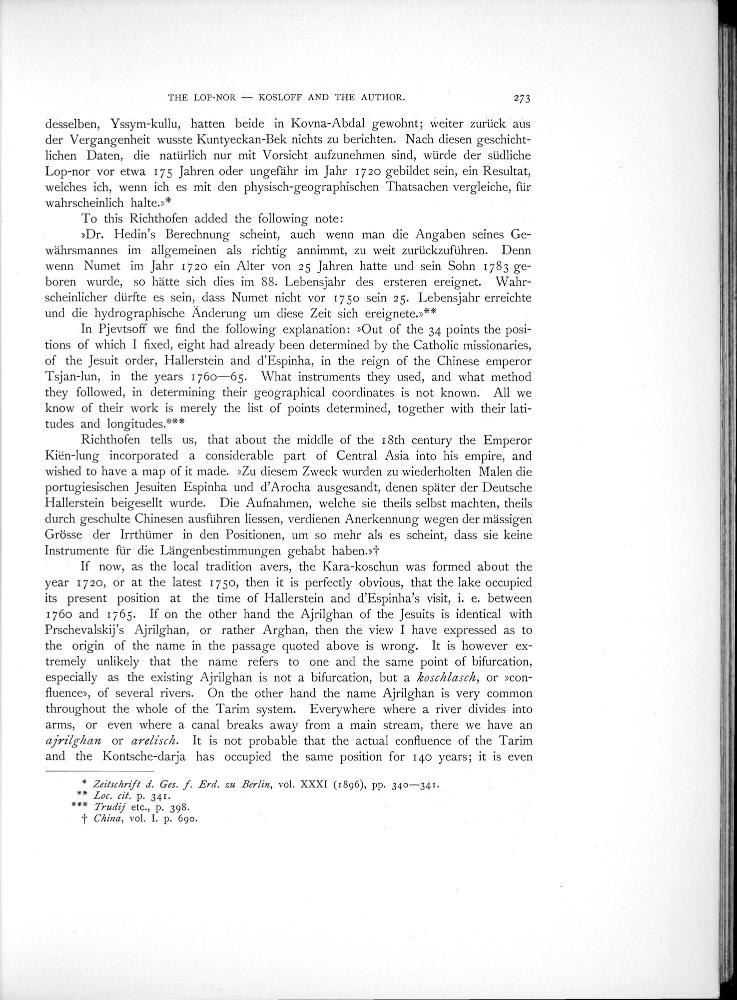 THE LOP-NOR — KOSLOFF AND THE AUTHOR. 273
desselben, Yssym-kullu, hatten beide in Kovna-Abdal gewohnt; weiter zurück aus
der Vergangenheit wusste Kuntyeckan-Bek nichts zu berichten. Nach diesen geschicht-
lichen Daten, die natürlich nur mit Vorsicht aufzunehmen sind, würde der südliche
Lop-nor vor etwa 175 Jahren oder ungefähr im Jahr 1720 gebildet sein, ein Resultat,
welches ich, wenn ich es mit den physisch-geographischen Thatsachen vergleiche, für
wahrscheinlich halte.»*
To this Richthofen added the following note:
»Dr. Hedin's Berechnung scheint, auch wenn man die Angaben seines Ge-
währsmannes im allgemeinen als richtig annimmt, zu weit zurückzuführen. Denn
wenn Numet im Jahr 1720 ein Alter von 25 Jahren hatte und sein Sohn 1783 ge-
boren wurde, so hätte sich dies im 88. Lebensjahr des ersteren ereignet. Wahr-
scheinlicher dürfte es sein, dass Numet nicht vor 1750 sein 25. Lebensjahr erreichte
und die hydrographische Änderung um diese Zeit sich ereignete.»**
In Pjevtsoff we find the following explanation: »Out of the 34 points the posi-
tions of which I fixed, eight had already been determined by the Catholic missionaries,
of the Jesuit order, Hallerstein and d'Espinha, in the reign of the Chinese emperor
Tsjan-lun, in the years 1760—65. What instruments they used, and what method
they followed, in determining their geographical coordinates is not known. All we
know of their work is merely the list of points determined, together with their lati-
tudes and longitudes.***
Richthofen tells us, that about the middle of the 18th century the Emperor
Kiën-lung incorporated a considerable part of Central Asia into his empire, and
wished to have a map of it made. »Zu diesem Zweck wurden zu wiederholten Malen die
portugiesischen Jesuiten Espinha und d'Arocha ausgesandt, denen später der Deutsche
Hallerstein beigesellt wurde. Die Aufnahmen, welche sie theils selbst machten, theils
durch geschulte Chinesen ausführen liessen, verdienen Anerkennung wegen der mässigen
Grösse der Irrthümer in den Positionen, um so mehr als es scheint, dass sie keine
Instrumente für die Längenbestimmungen gehabt haben.»†
If now, as the local tradition avers, the Kara-koschun was formed about the
year 1720, or at the latest 1750, then it is perfectly obvious, that the lake occupied
its present position at the time of Hallerstein and d'Espinha's visit, i. e. between
1760 and 1765. If on the other hand the Ajrilghan of the Jesuits is identical with
Prschevalskij's Ajrilghan, or rather Arghan, then the view I have expressed as to
the origin of the name in the passage quoted above is wrong. It is however ex-
tremely unlikely that the name refers to one and the same point of bifurcation,
especially as the existing Ajrilghan is not a bifurcation, but a koschlasch, or »con-
fluence», of several rivers. On the other hand the name Ajrilghan is very common
throughout the whole of the Tarim system. Everywhere where a river divides into
arms, or even where a canal breaks away from a main stream, there we have an
ajrilghan or arelisch. It is not probable that the actual confluence of the Tarim
and the Kontsche-darja has occupied the same position for 140 years; it is even
* Zeitschrift d. Ges. f. Erd. zu Berlin, vol. XXXI (1896), pp. 340—341.
** Loc. cit. p. 341.
*** Trudij etc., p. 398.
† China, vol. I. p. 690.